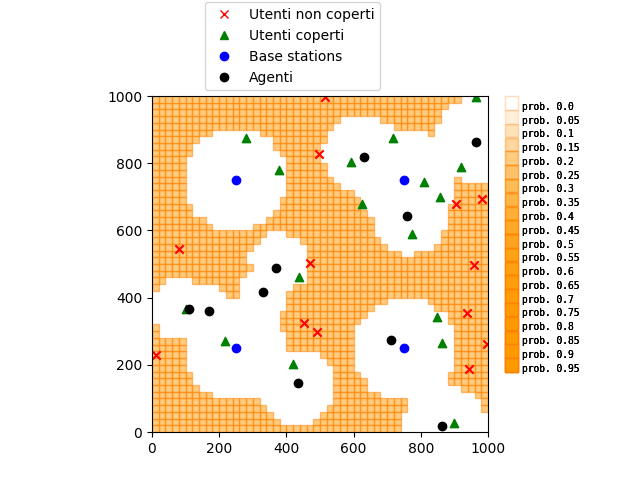 Utenti non coperti
Utenti coperti
Base stations
Agenti
1000
800
600
400
200
0
0
200
400
600
800
1000
prob. 0.0
prob. 0.05
prob. 0.1
prob. 0.15
prob. 0.2
prob. 0.25
prob. 0.3
prob. 0.35
prob. 0.4
prob. 0.45
prob. 0.5
prob. 0.55
prob. 0.6
prob. 0.65
prob. 0.7
prob. 0.75
prob. 0.8
prob. 0.85
prob. 0.9
prob. 0.95